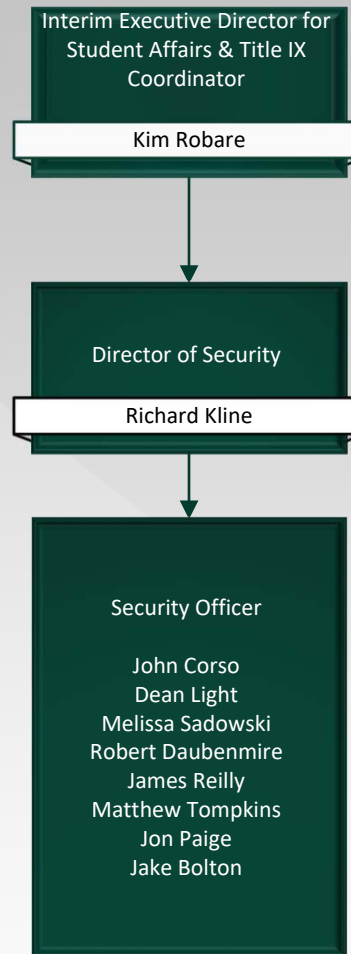 Interim Executive Director for
Student Affairs & Title IX
Coordinator
Kim Robare
Director of Security
Richard Kline
Security Officer
John Corso
Dean Light
Melissa Sadowski
Robert Daubenmire
James Reilly
Matthew Tompkins
Jon Paige
Jake Bolton